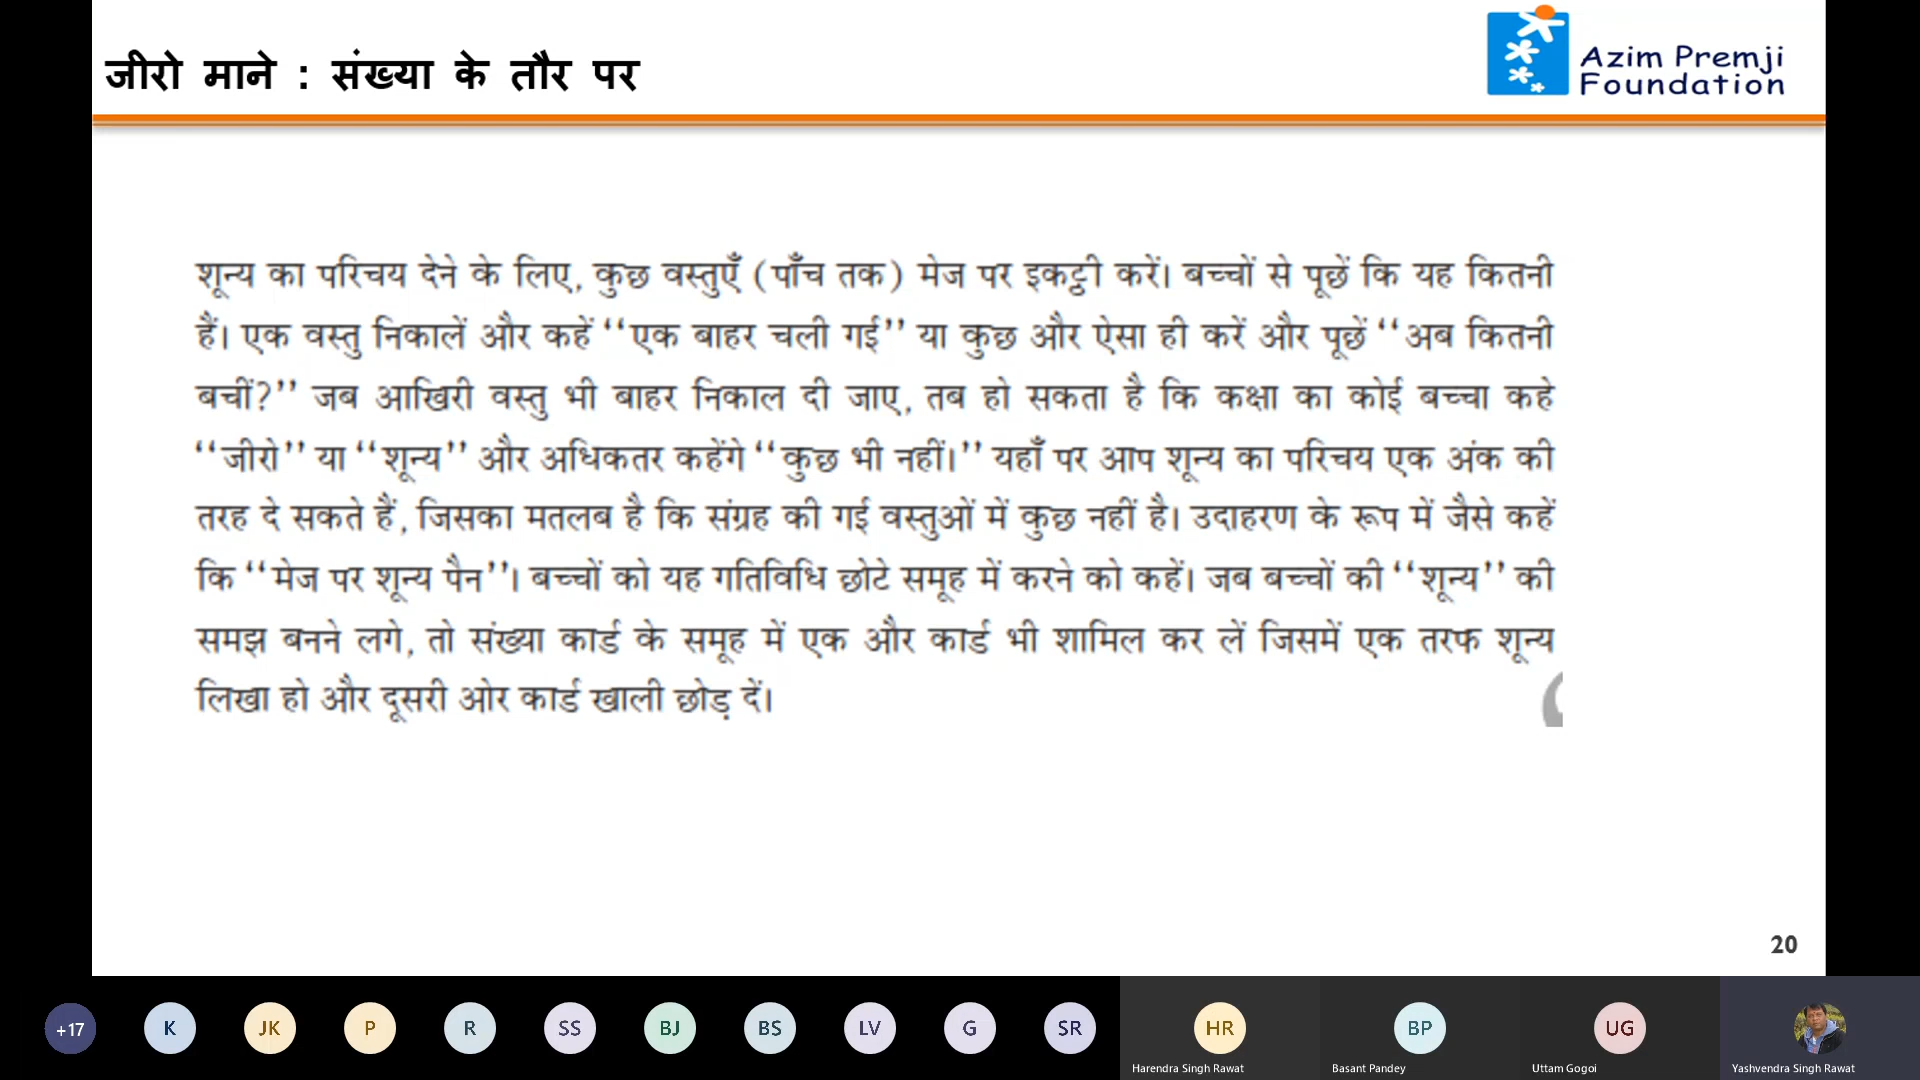 जीरो माने : संख्या के तौर पर
Azim Premji
Foundation
शून्य का परिचय देने के लिए, कुछ वस्तुएँ (पाँच तक) मेज पर इकट्ठी करें। बच्चों से पूछें कि यह कितनी
हैं। एक वस्तु निकालें और कहें ‘‘एक बाहर चली गई’’ या कुछ और ऐसा ही करें और पूछें ‘‘अब कितनी
बचीं?’’ जब आखिरी वस्तु भी बाहर निकाल दी जाए, तब हो सकता है कि कक्षा का कोई बच्चा कहे
‘‘जीरो’’ या ‘‘शून्य’’ और अधिकतर कहेंगे ‘‘कुछ भी नहीं।’’ यहाँ पर आप शून्य का परिचय एक अंक की
तरह दे सकते हैं, जिसका मतलब है कि संग्रह की गई वस्तुओं में कुछ नहीं है। उदाहरण के रूप में जैसे कहें
कि ‘‘मेज पर शून्य पैन’’। बच्चों को यह गतिविधि छोटे समूह में करने को कहें। जब बच्चों की ‘‘शून्य’’ की
समझ बनने लगे, तो संख्या कार्ड के समूह में एक और कार्ड भी शामिल कर लें जिसमें एक तरफ शून्य
लिखा हो और दूसरी ओर कार्ड खाली छोड़ दें।
20
+17 K JK P R SS BJ BS LV G SR HR BP UG
Harendra Singh Rawat Basant Pandey Uttam Gogoi Yashvendra Singh Rawat